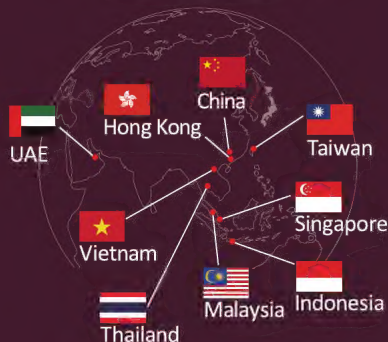 China
Hong Kong
UAE
Taiwan
Singapore
Vietnam
Malaysia
Indonesia
Thailand